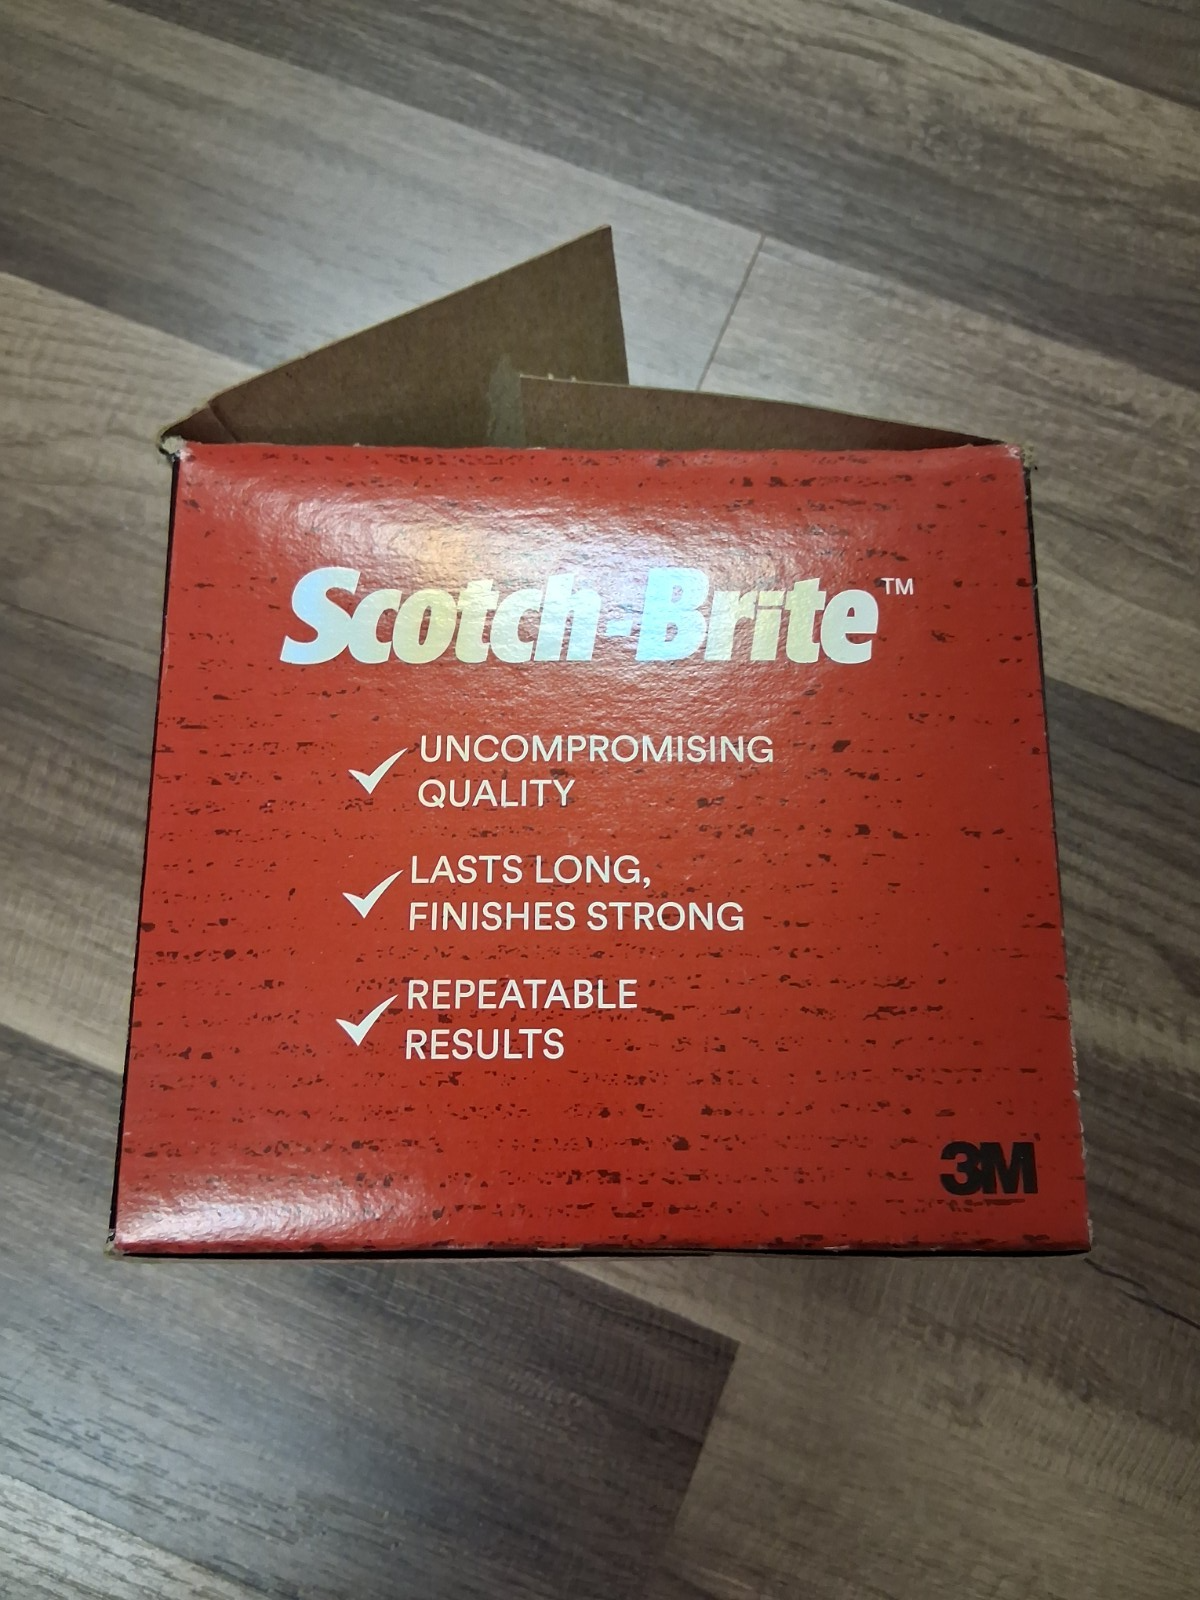 Scotch-Brite™
UNCOMPROMISING
QUALITY
LASTS LONG,
FINISHES STRONG
REPEATABLE
RESULTS
3M